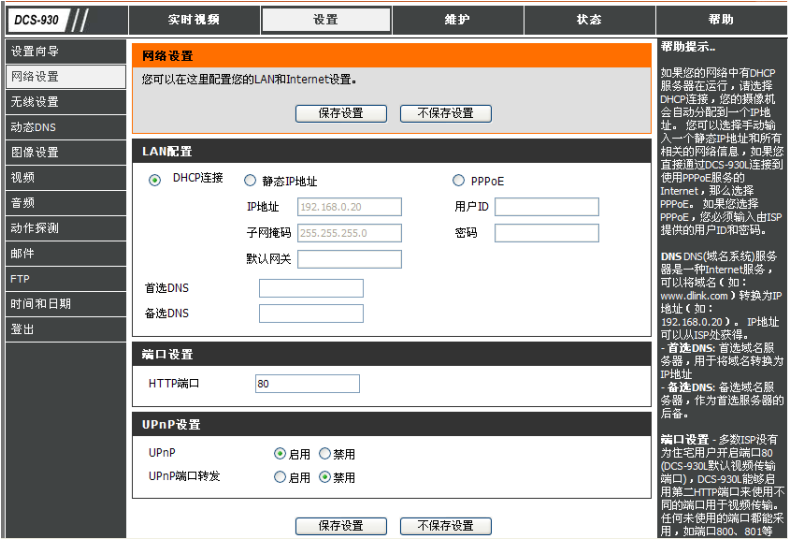 DCS-930
实时视频
设置
维护
状态
帮助
设置向导
网络设置
无线设置
动态DNS
图像设置
视频
音频
动作探测
邮件
FTP
时间和日期
登出
网络设置
您可以在这里配置您的LAN和Internet设置。
保存设置
不保存设置
LAN配置
DHCP连接
静态IP地址
PPPoE
IP地址
192.168.0.20
用户ID
子网掩码
255.255.255.0
密码
默认网关
首选DNS
备选DNS
端口设置
HTTP端口
80
UPnP设置
UPnP
启用
禁用
UPnP端口转发
启用
禁用
保存设置
不保存设置
帮助提示..
如果您的网络中有DHCP
服务器在运行，请选择
DHCP连接，您的摄像机
会自动分配到一个IP地
址。您可以选择手动输
入一个静态IP地址和所有
相关的网络信息，如果您
直接通过DCS-930L连接到
使用PPPoE服务的
Internet，那么选择
PPPoE。 如果您选择
PPPoE，您必须输入由ISP
提供的用户ID和密码。
DNS DNS(域名系统)服务
器是一种Internet服务，
可以将域名（如：
www.dlink.com）转换为IP
地址（如：
192.168.0.20）。 IP地址
可以从ISP处获得。
- 首选DNS: 首选域名服
务器，用于将域名转换为
IP地址
- 备选DNS: 备选域名服
务器，作为首选服务器的
后备。
端口设置 - 多数ISP没有
为住宅用户开启端口80
(DCS-930L默认视频传输
端口)，DCS-930L能够启
用第二HTTP端口来使用不
同的端口用于视频传输。
任何未使用的端口都能采
用，如端口800、801等